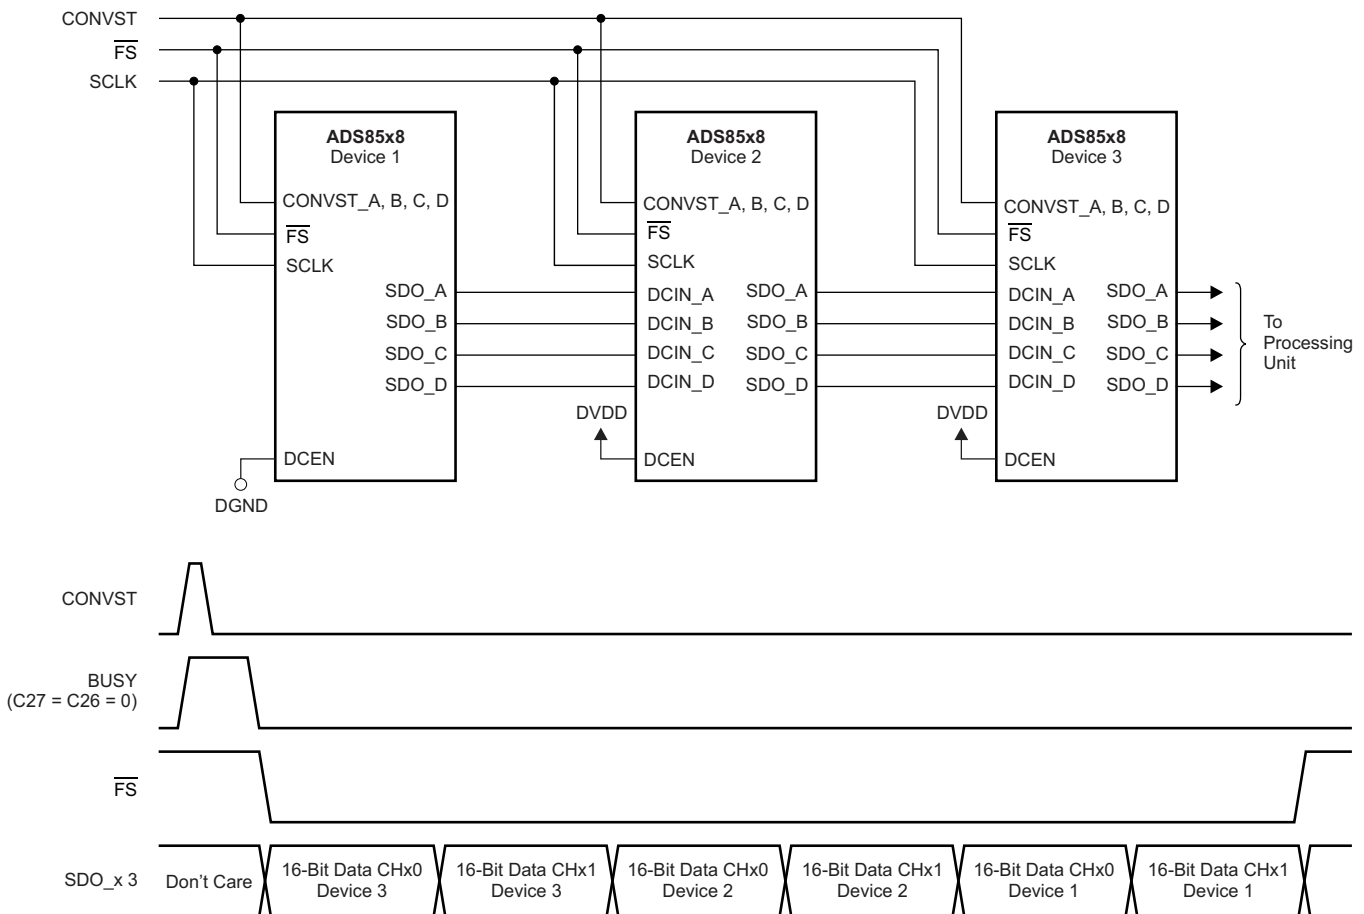 CONVST
FS
SCLK
ADS85x8
Device 1
CONVST_A, B, C, D
FS
SCLK
SDO_A
SDO_B
SDO_C
SDO_D
DCEN
DGND
ADS85x8
Device 2
CONVST_A, B, C, D
FS
SCLK
DCIN_A SDO_A
DCIN_B SDO_B
DCIN_C SDO_C
DCIN_D SDO_D
DVDD
DCEN
ADS85x8
Device 3
CONVST_A, B, C, D
FS
SCLK
DCIN_A SDO_A
DCIN_B SDO_B
DCIN_C SDO_C
DCIN_D SDO_D
DVDD
DCEN
To
Processing
Unit
CONVST
BUSY
(C27 = C26 = 0)
FS
SDO_x 3
Don't Care
16-Bit Data CHx0
Device 3
16-Bit Data CHx1
Device 3
16-Bit Data CHx0
Device 2
16-Bit Data CHx1
Device 2
16-Bit Data CHx0
Device 1
16-Bit Data CHx1
Device 1